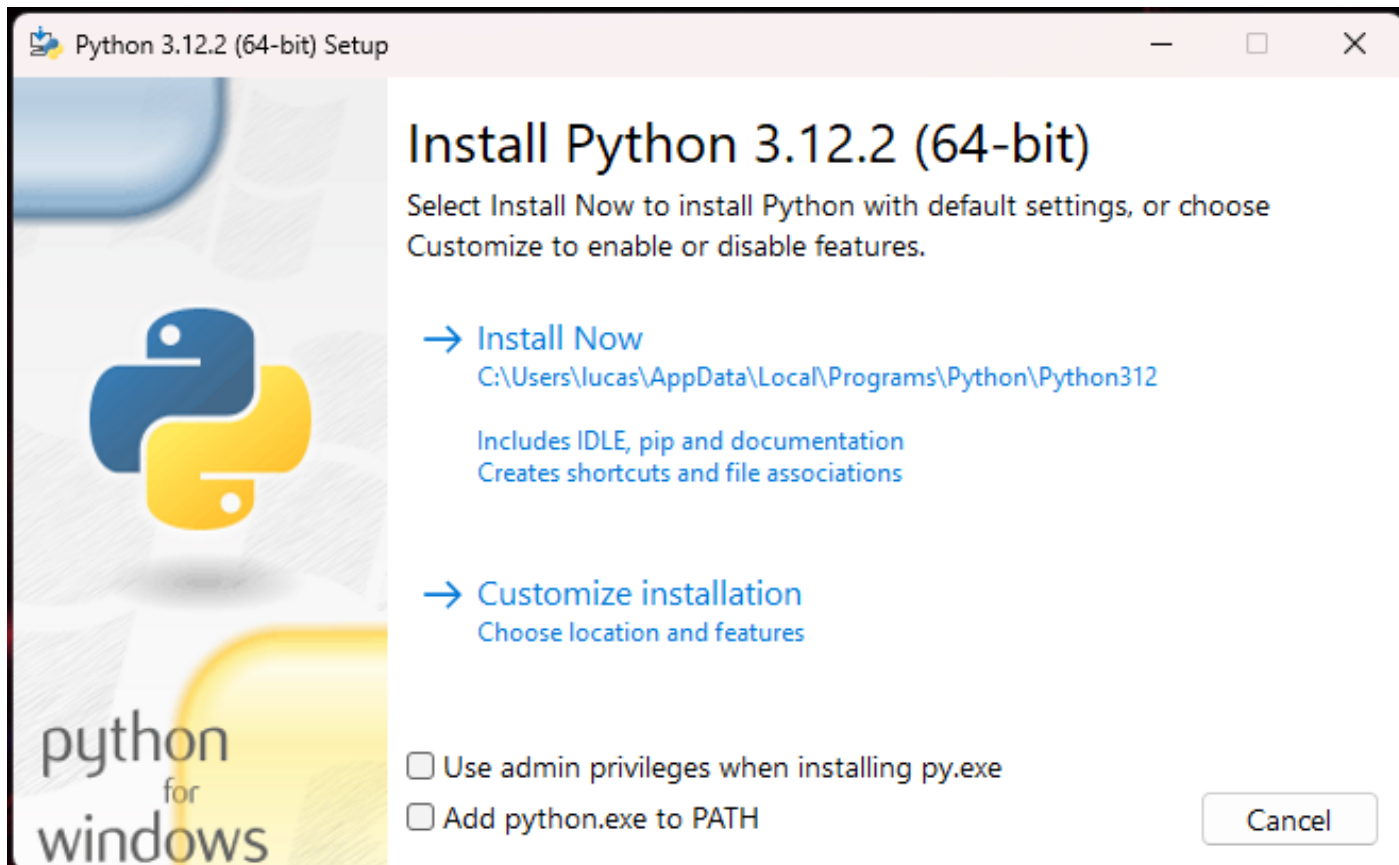 Python 3.12.2 (64-bit) Setup
Install Python 3.12.2 (64-bit)
Select Install Now to install Python with default settings, or choose
Customize to enable or disable features.
Install Now
C:\Users\lucas\AppData\Local\Programs\Python\Python312
Includes IDLE, pip and documentation
Creates shortcuts and file associations
Customize installation
Choose location and features
python
for
windows
Use admin privileges when installing py.exe
Add python.exe to PATH
Cancel